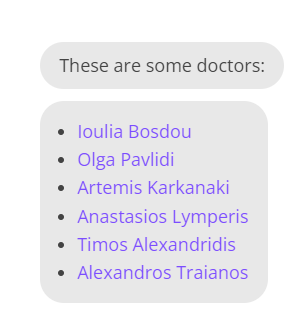 These are some doctors:
Ioulia Bosdou
Olga Pavlidi
Artemis Karkanaki
Anastasios Lymperis
Timos Alexandridis
Alexandros Traianos